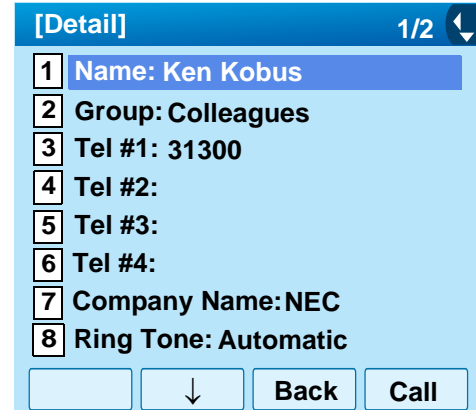 [Detail] 1/2
1 Name: Ken Kobus
2 Group: Colleagues
3 Tel #1: 31300
4 Tel #2:
5 Tel #3:
6 Tel #4:
7 Company Name: NEC
8 Ring Tone: Automatic
↓ Back Call